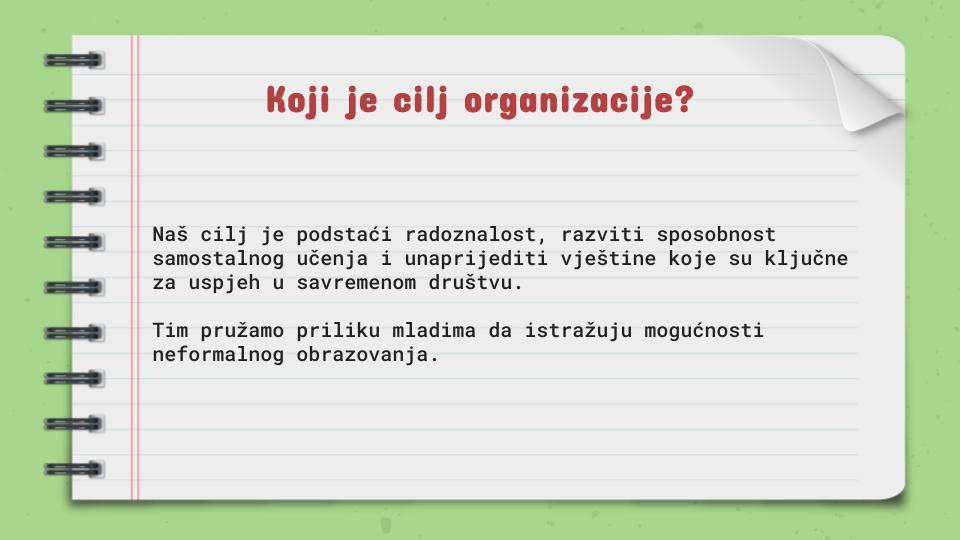 Koji je cilj organizacije?
Naš cilj je podstaći radoznalost, razviti sposobnost
samostalnog učenja i unaprijediti vještine koje su ključne
za uspjeh u savremenom društvu.
Tim pružamo priliku mladima da istražuju mogućnosti
neformalnog obrazovanja.